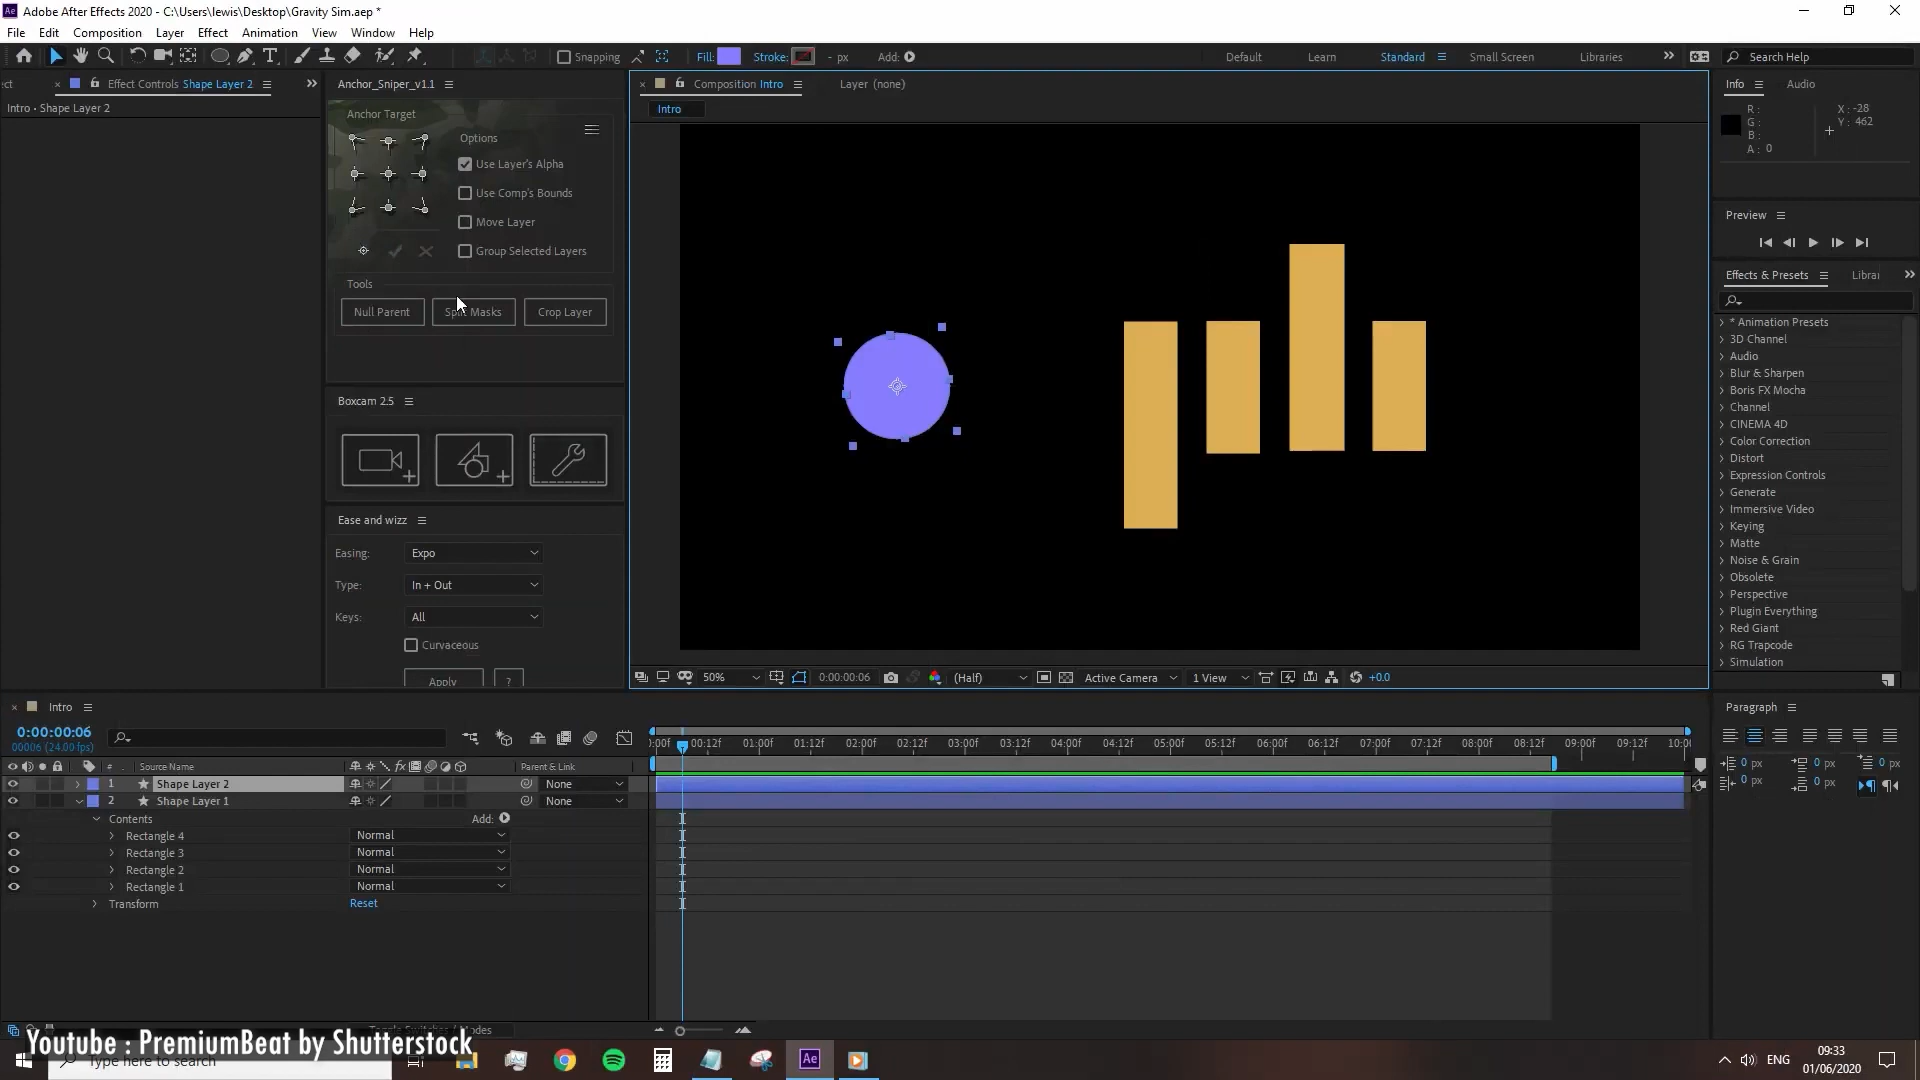 Adobe After Effects 2020 - C:\Users\lewis\Desktop\Gravity Sim.aep *
File Edit Composition Layer Effect Animation View Window Help
Snapping Fill: Stroke: - px Add: Default Learn Standard Small Screen Libraries Search Help
ect Effect Controls Shape Layer 2
Intro • Shape Layer 2
Anchor_Sniper_v1.1
Anchor Target
Options
Use Layer's Alpha
Use Comp's Bounds
Move Layer
Group Selected Layers
Tools
Null Parent Split Masks Crop Layer
Boxcam 2.5
Ease and wizz
Easing: Expo
Type: In + Out
Keys: All
Curvaceous
Apply ?
Composition Intro Layer (none)
Intro
50% 0:00:00:06 (Half) Active Camera 1 View +0.0
Info Audio
R : X : -28
G : Y : 462
B :
A : 0
Preview
Effects & Presets Librai
* Animation Presets
3D Channel
Audio
Blur & Sharpen
Boris FX Mocha
Channel
CINEMA 4D
Color Correction
Distort
Expression Controls
Generate
Immersive Video
Keying
Matte
Noise & Grain
Obsolete
Perspective
Plugin Everything
Red Giant
RG Trapcode
Simulation
Paragraph
0 px 0 px 0 px
0 px 0 px
Intro
0:00:00:06
00006 (24.00 fps)
# Source Name fx Parent & Link
1 Shape Layer 2 None
2 Shape Layer 1 None
Contents Add:
Rectangle 4 Normal
Rectangle 3 Normal
Rectangle 2 Normal
Rectangle 1 Normal
Transform Reset
:00f 00:12f 01:00f 01:12f 02:00f 02:12f 03:00f 03:12f 04:00f 04:12f 05:00f 05:12f 06:00f 06:12f 07:00f 07:12f 08:00f 08:12f 09:00f 09:12f 10:0
Toggle Switches / Modes
Youtube : PremiumBeat by Shutterstock
Type here to search
Ae
ENG
09:33
01/06/2020